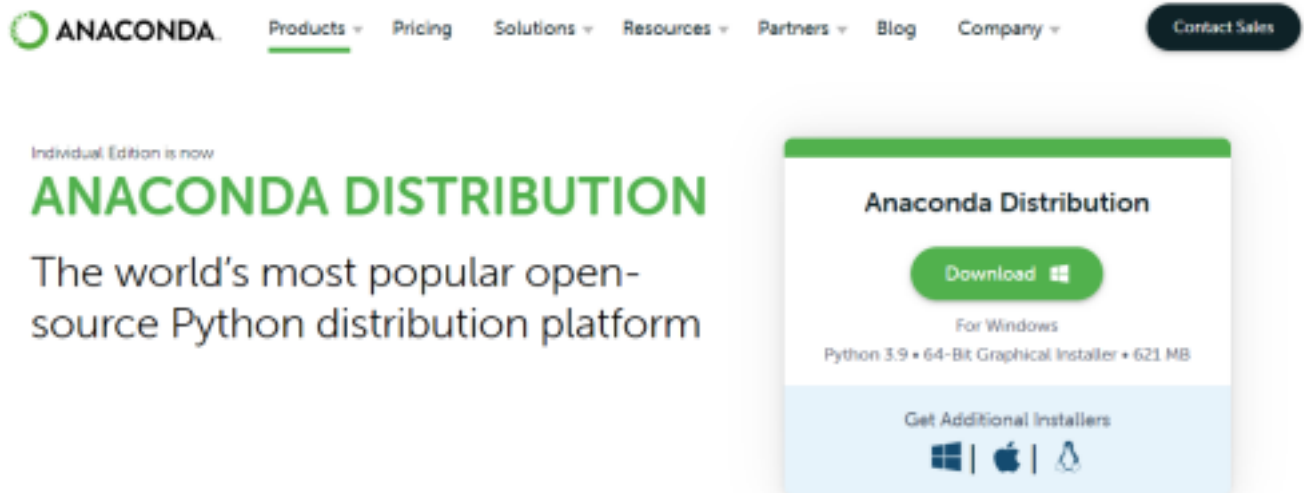 ANACONDA.
Products Pricing Solutions Resources Partners Blog Company Contact Sales
Individual Edition is now
ANACONDA DISTRIBUTION
The world's most popular open-
source Python distribution platform
Anaconda Distribution
Download
For Windows
Python 3.9 • 64-Bit Graphical Installer • 621 MB
Get Additional Installers
| |